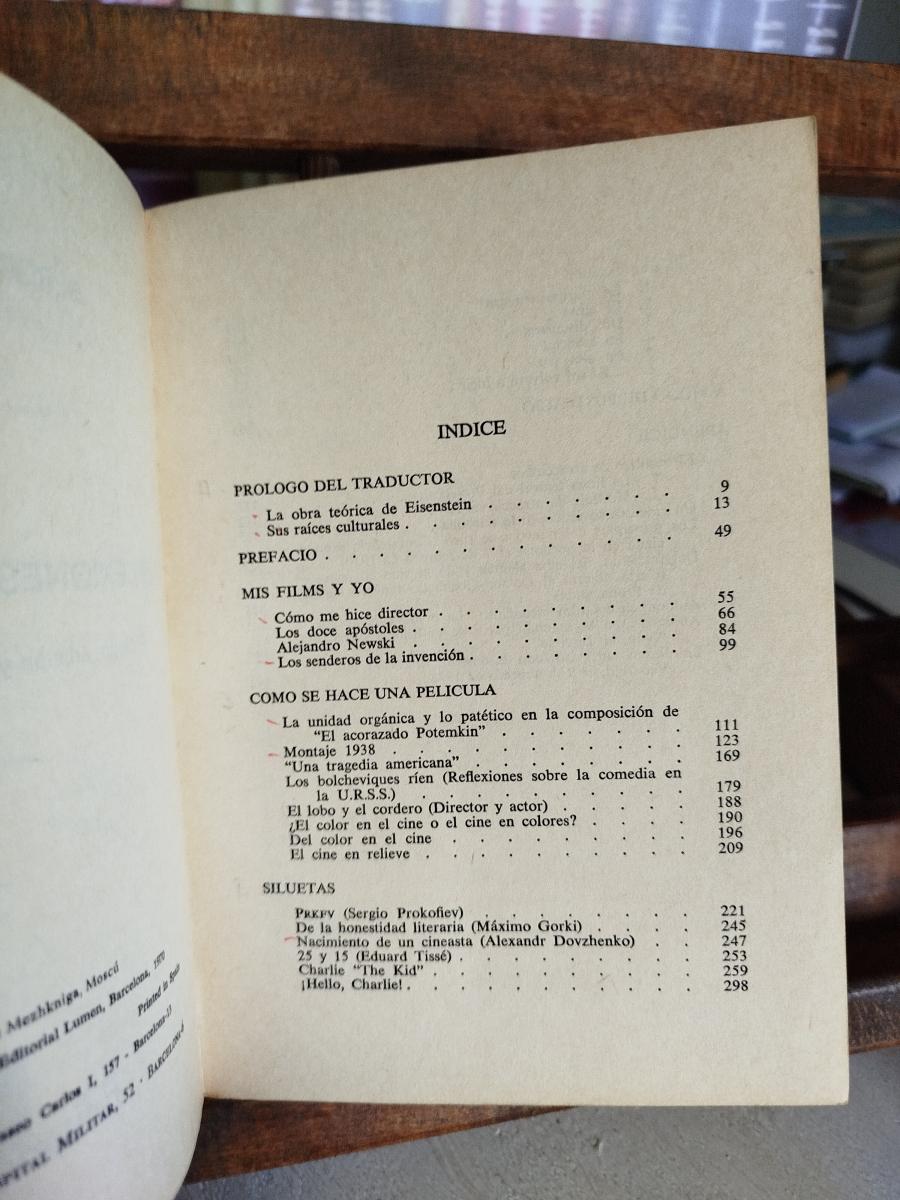 Mezhkniga, Moscú
Editorial Lumen, Barcelona, 1970
Printed in Spain
Carlos I, 157 - Barcelona-13
MILITAR, 52 - BARCELONA-6
INDICE
PROLOGO DEL TRADUCTOR
La obra teórica de Eisenstein . . . . . . . 9
Sus raíces culturales . . . . . . . . . . 13
PREFACIO . . . . . . . . . . . . . 49
MIS FILMS Y YO
Cómo me hice director . . . . . . . . . 55
Los doce apóstoles . . . . . . . . . . 66
Alejandro Newski . . . . . . . . . . 84
Los senderos de la invención . . . . . . . . 99
COMO SE HACE UNA PELICULA
La unidad orgánica y lo patético en la composición de
"El acorazado Potemkin" . . . . . . . 111
Montaje 1938 . . . . . . . . . . . 123
"Una tragedia americana" . . . . . . . . 169
Los bolcheviques ríen (Reflexiones sobre la comedia en
la U.R.S.S.) . . . . . . . . . . 179
El lobo y el cordero (Director y actor) . . . . . 188
¿El color en el cine o el cine en colores? . . . . 190
Del color en el cine . . . . . . . . . 196
El cine en relieve . . . . . . . . . . 209
SILUETAS
PRKFV (Sergio Prokofiev) . . . . . . . . 221
De la honestidad literaria (Máximo Gorki) . . . . 245
Nacimiento de un cineasta (Alexandr Dovzhenko) . . 247
25 y 15 (Eduard Tissé) . . . . . . . . . 253
Charlie "The Kid" . . . . . . . . . . 259
¡Hello, Charlie! . . . . . . . . . . . 298